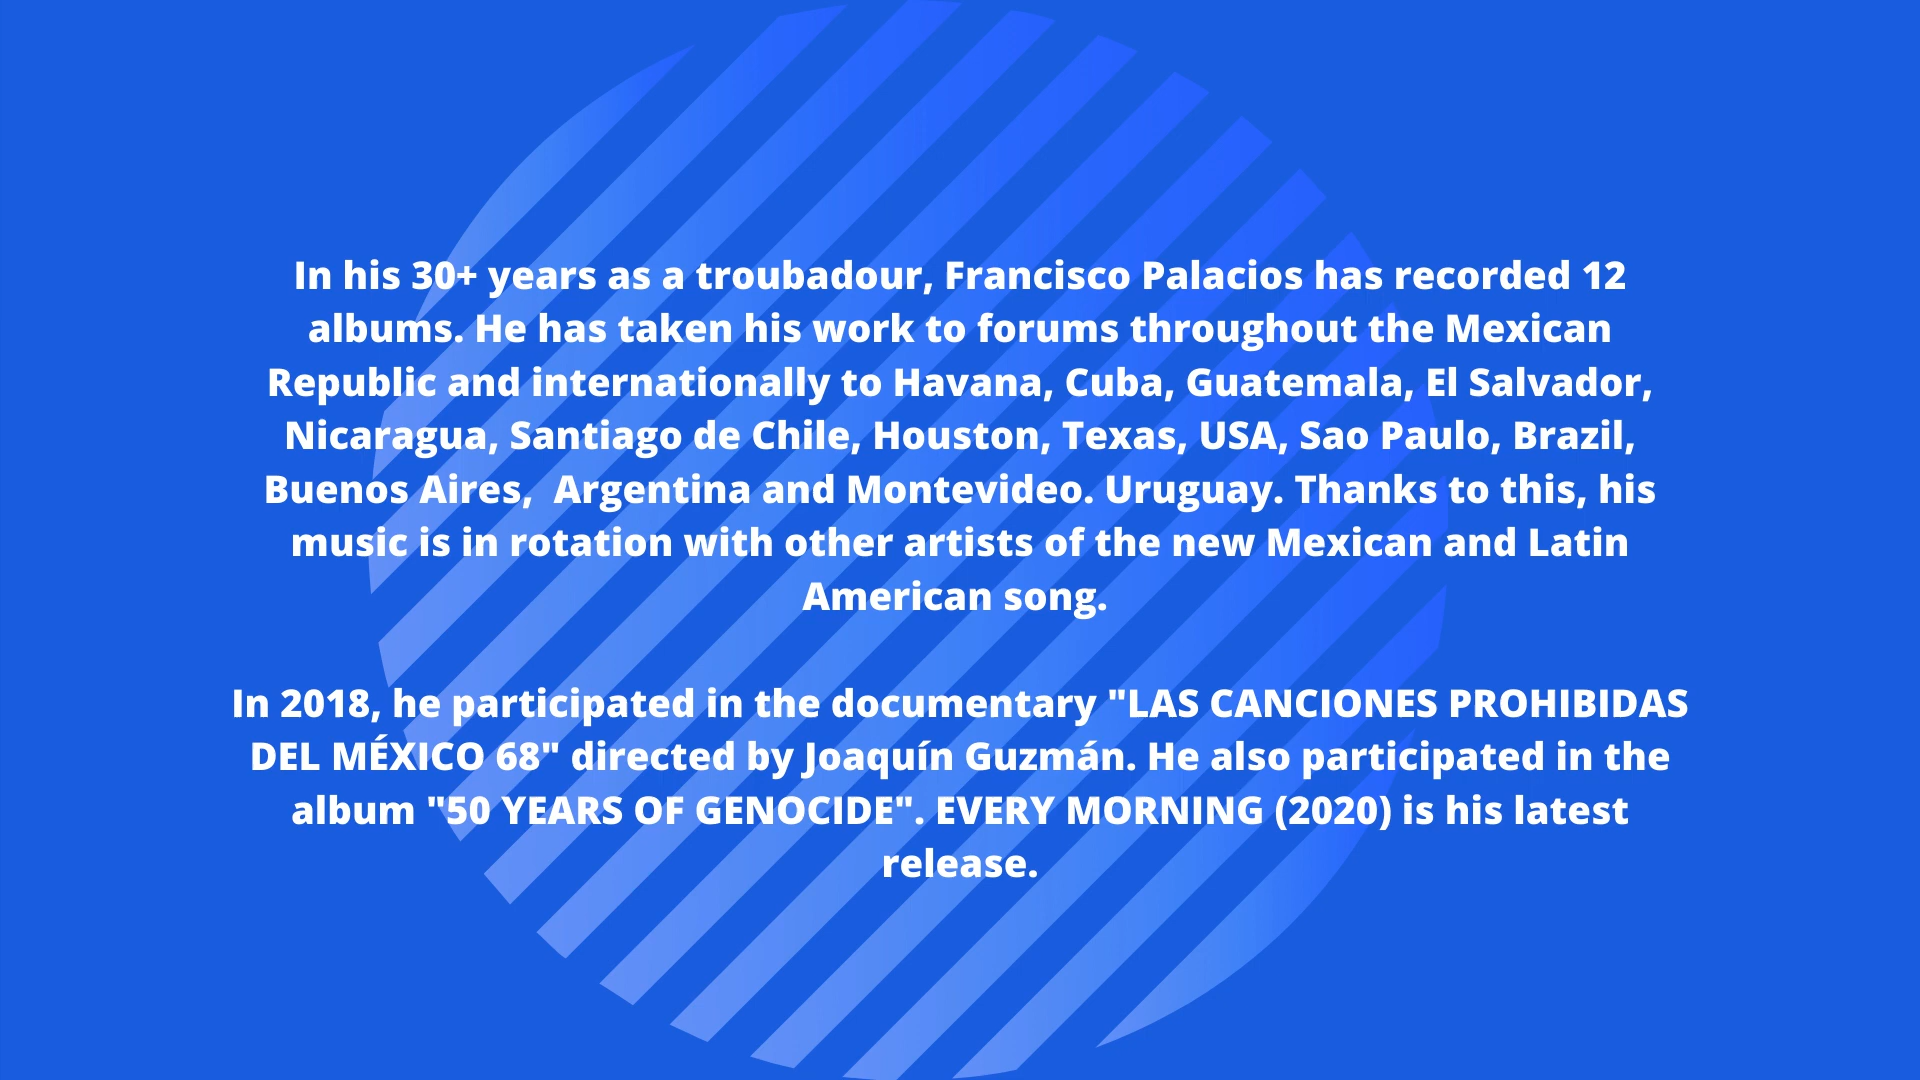 In his 30+ years as a troubadour, Francisco Palacios has recorded 12
albums. He has taken his work to forums throughout the Mexican
Republic and internationally to Havana, Cuba, Guatemala, El Salvador,
Nicaragua, Santiago de Chile, Houston, Texas, USA, Sao Paulo, Brazil,
Buenos Aires,  Argentina and Montevideo. Uruguay. Thanks to this, his
music is in rotation with other artists of the new Mexican and Latin
American song.
In 2018, he participated in the documentary "LAS CANCIONES PROHIBIDAS
DEL MÉXICO 68" directed by Joaquín Guzmán. He also participated in the
album "50 YEARS OF GENOCIDE". EVERY MORNING (2020) is his latest
release.